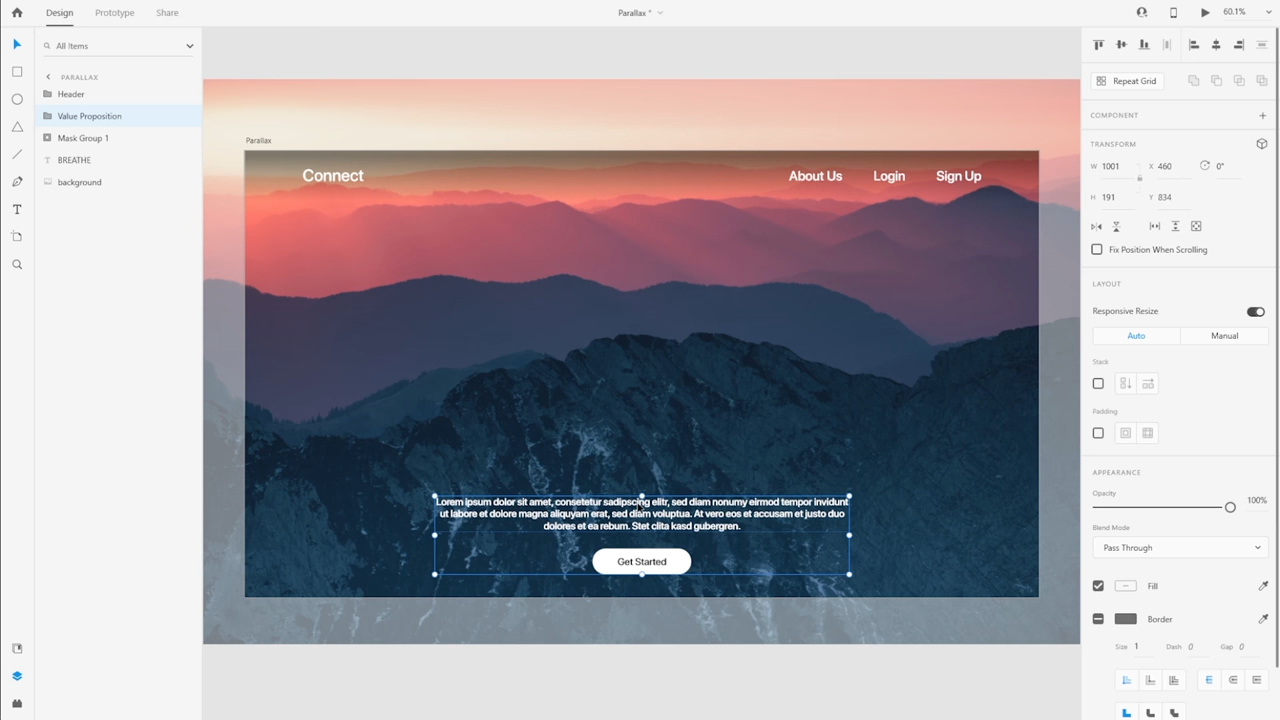 Design Prototype Share
Parallax *
60.1%
All Items
PARALLAX
Header
Value Proposition
Mask Group 1
T BREATHE
background
Parallax
Connect
About Us Login Sign Up
Lorem ipsum dolor sit amet, consetetur sadipscing elitr, sed diam nonumy eirmod tempor invidunt
ut labore et dolore magna aliquyam erat, sed diam voluptua. At vero eos et accusam et justo duo
dolores et ea rebum. Stet clita kasd gubergren.
Get Started
Repeat Grid
COMPONENT
TRANSFORM
W 1001 X 460 0°
H 191 Y 834
Fix Position When Scrolling
LAYOUT
Responsive Resize
Auto Manual
Stack
Padding
APPEARANCE
Opacity
100%
Blend Mode
Pass Through
Fill
Border
Size 1 Dash 0 Gap 0